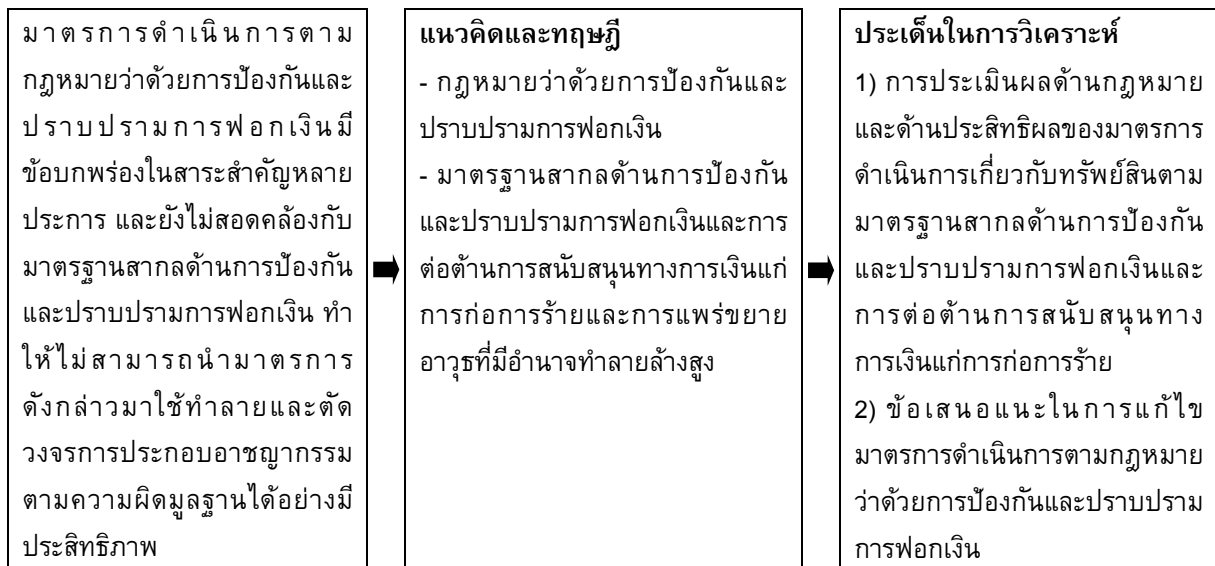 มาตรการดำเนินการตาม
กฎหมายว่าด้วยการป้องกันและ
ปราบปรามการฟอกเงินมี
ข้อบกพร่องในสาระสำคัญหลาย
ประการ และยังไม่สอดคล้องกับ
มาตรฐานสากลด้านการป้องกัน
และปราบปรามการฟอกเงิน ทำ
ให้ไม่สามารถนำมาตรการ
ดังกล่าวมาใช้ทำลายและตัด
วงจรการประกอบอาชญากรรม
ตามความผิดมูลฐานได้อย่างมี
ประสิทธิภาพ
แนวคิดและทฤษฎี
- กฎหมายว่าด้วยการป้องกันและ
ปราบปรามการฟอกเงิน
- มาตรฐานสากลด้านการป้องกัน
และปราบปรามการฟอกเงินและการ
ต่อต้านการสนับสนุนทางการเงินแก่
การก่อการร้ายและการแพร่ขยาย
อาวุธที่มีอำนาจทำลายล้างสูง
ประเด็นในการวิเคราะห์
1) การประเมินผลด้านกฎหมาย
และด้านประสิทธิผลของมาตรการ
ดำเนินการเกี่ยวกับทรัพย์สินตาม
มาตรฐานสากลด้านการป้องกัน
และปราบปรามการฟอกเงินและ
การต่อต้านการสนับสนุนทาง
การเงินแก่การก่อการร้าย
2) ข้อเสนอแนะในการแก้ไข
มาตรการดำเนินการตามกฎหมาย
ว่าด้วยการป้องกันและปราบปราม
การฟอกเงิน